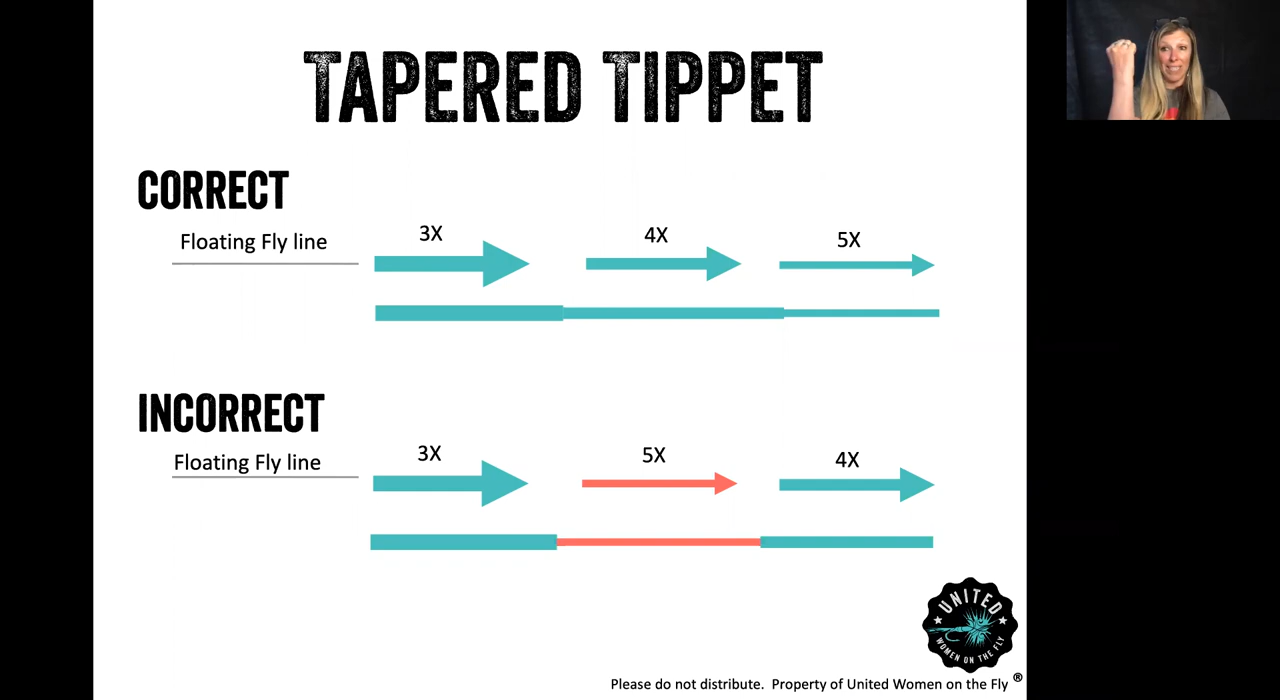 TAPERED TIPPET
CORRECT
Floating Fly line
3X
4X
5X
INCORRECT
Floating Fly line
3X
5X
4X
UNITED
WOMEN ON THE FLY
Please do not distribute. Property of United Women on the Fly ®